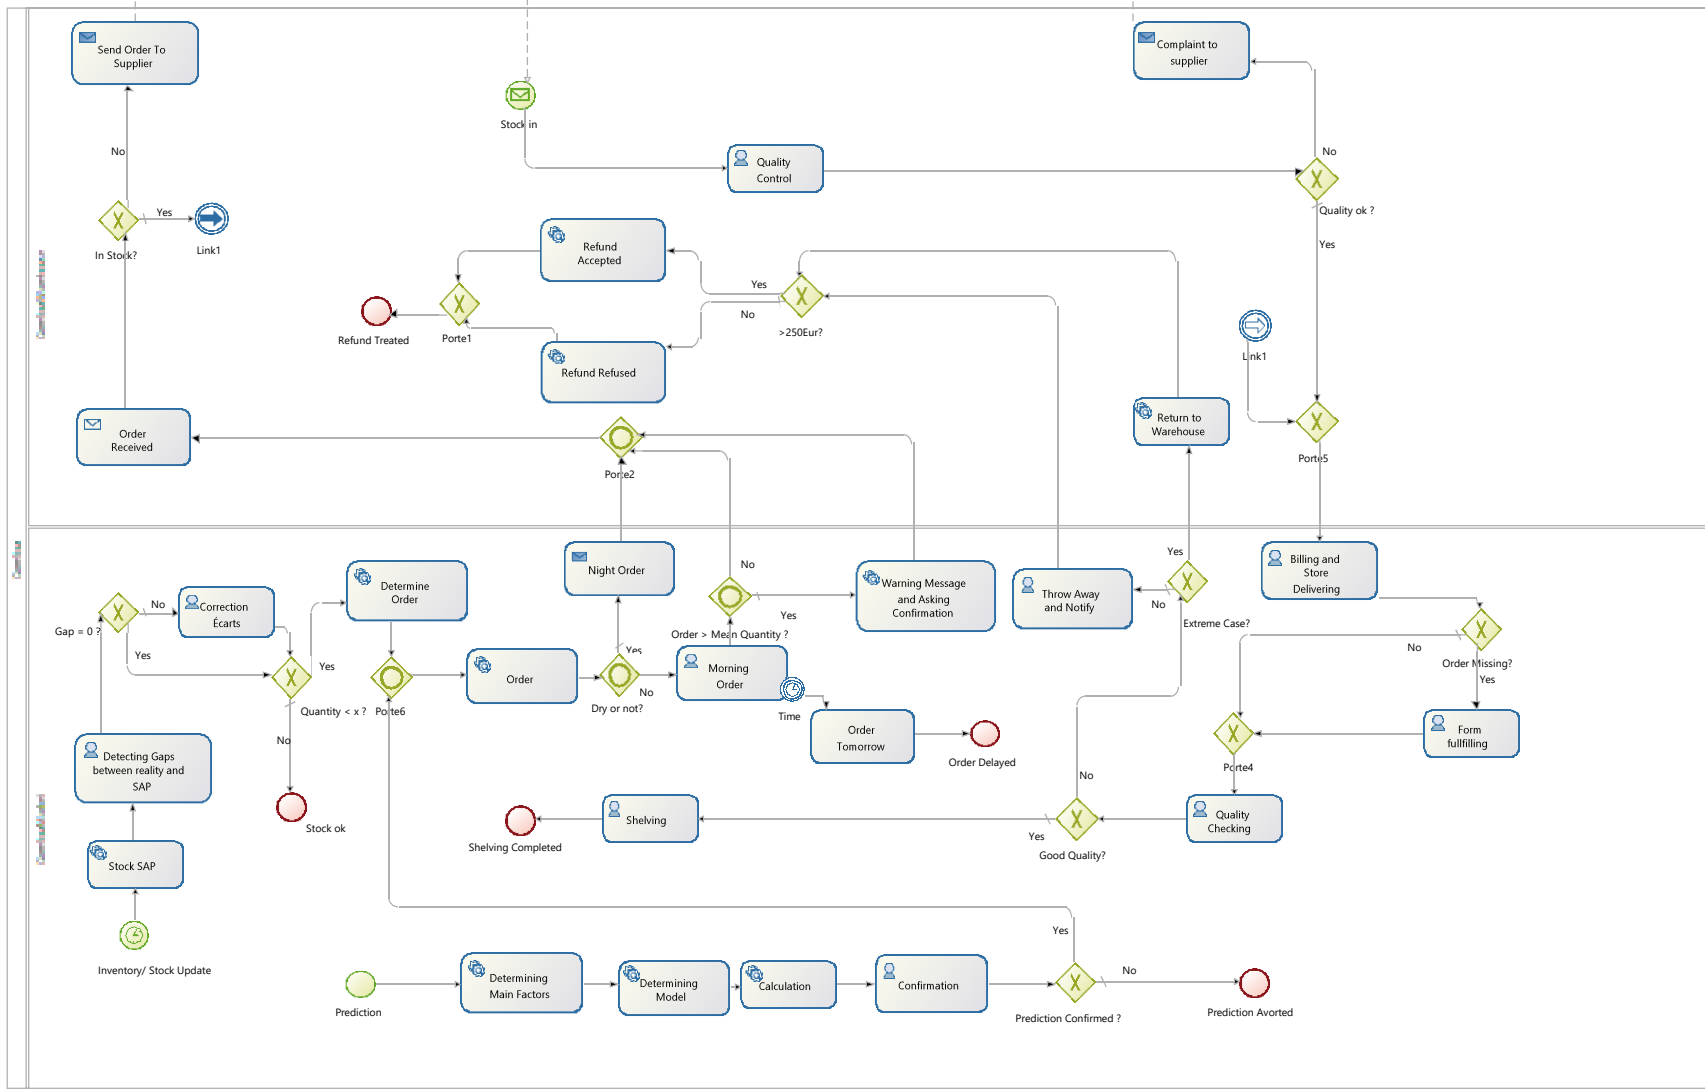 Send Order To
Supplier
Complaint to
supplier
Stock in
No
No
Quality
Control
Quality ok ?
Yes
In Stock?
Link1
Yes
Refund
Accepted
Yes
No
>250Eur?
Refund Treated
Porte1
Refund Refused
Link1
Order
Received
Return to
Warehouse
Porte2
Porte5
Night Order
No
Yes
Billing and
Store
Delivering
Determine
Order
Warning Message
and Asking
Confirmation
Throw Away
and Notify
No
Extreme Case?
Gap = 0 ?
No
Correction
Écarts
Yes
Yes
Order > Mean Quantity ?
Yes
No
Order Missing?
Yes
Yes
Quantity < x ?
Porte6
Order
Dry or not?
No
Morning
Order
Time
Order
Tomorrow
Order Delayed
Form
fullfilling
Porte4
No
Detecting Gaps
between reality and
SAP
No
Stock ok
Shelving Completed
Shelving
Yes
Good Quality?
Quality
Checking
Stock SAP
Inventory/ Stock Update
Yes
Prediction
Determining
Main Factors
Determining
Model
Calculation
Confirmation
Prediction Confirmed ?
No
Prediction Avorted